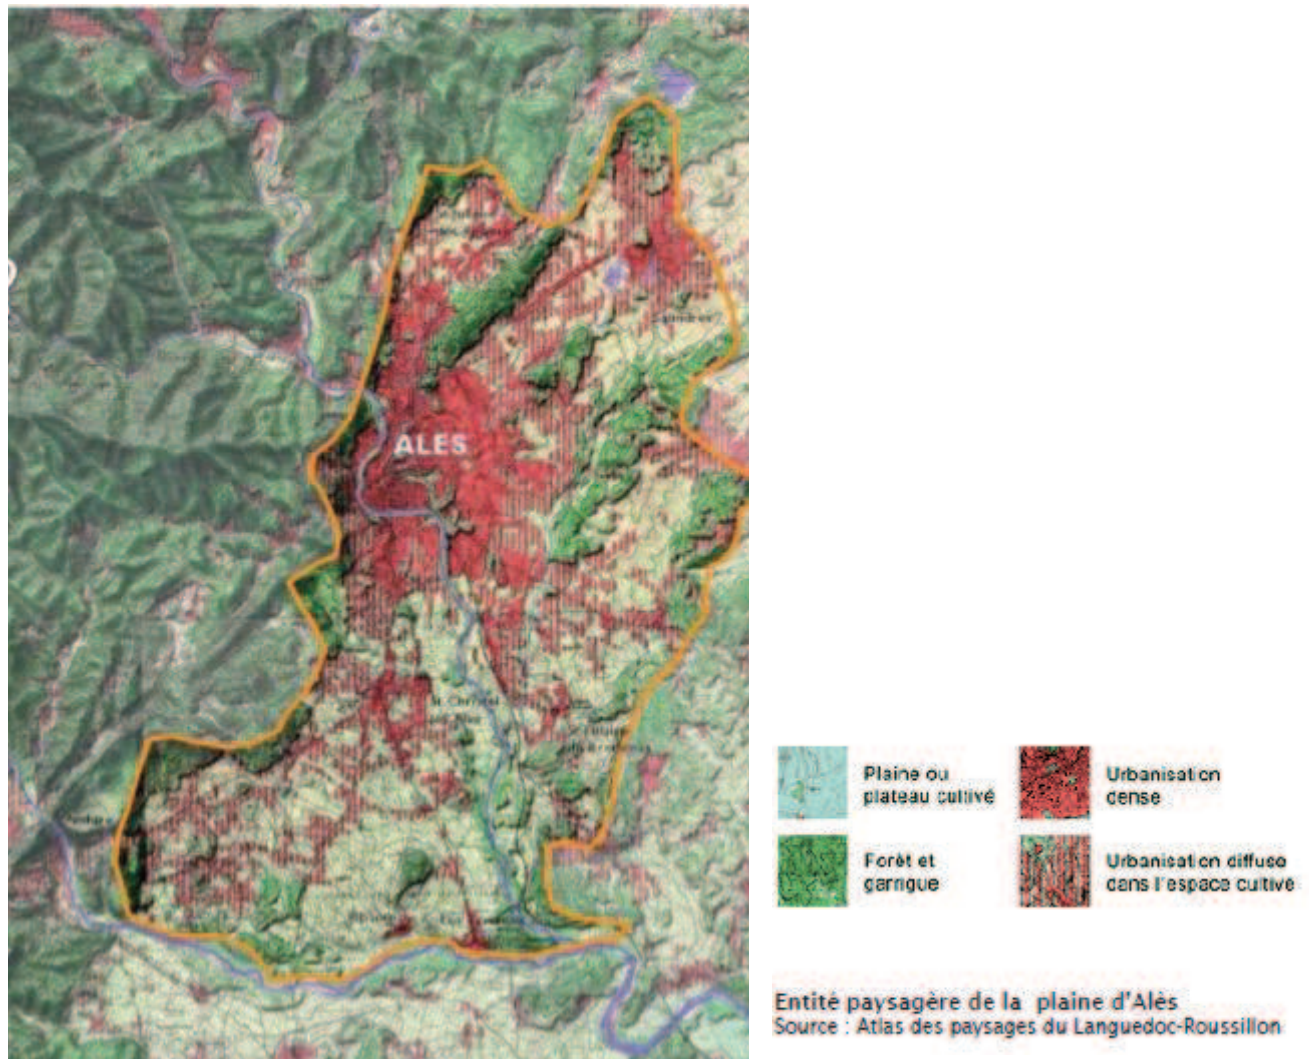 ALES
Plaine ou
plateau cultivé
Urbanisation
dense
Forêt et
garrigue
Urbanisation diffuse
dans l'espace cultivé
Entité paysagère de la plaine d'Alès
Source : Atlas des paysages du Languedoc-Roussillon